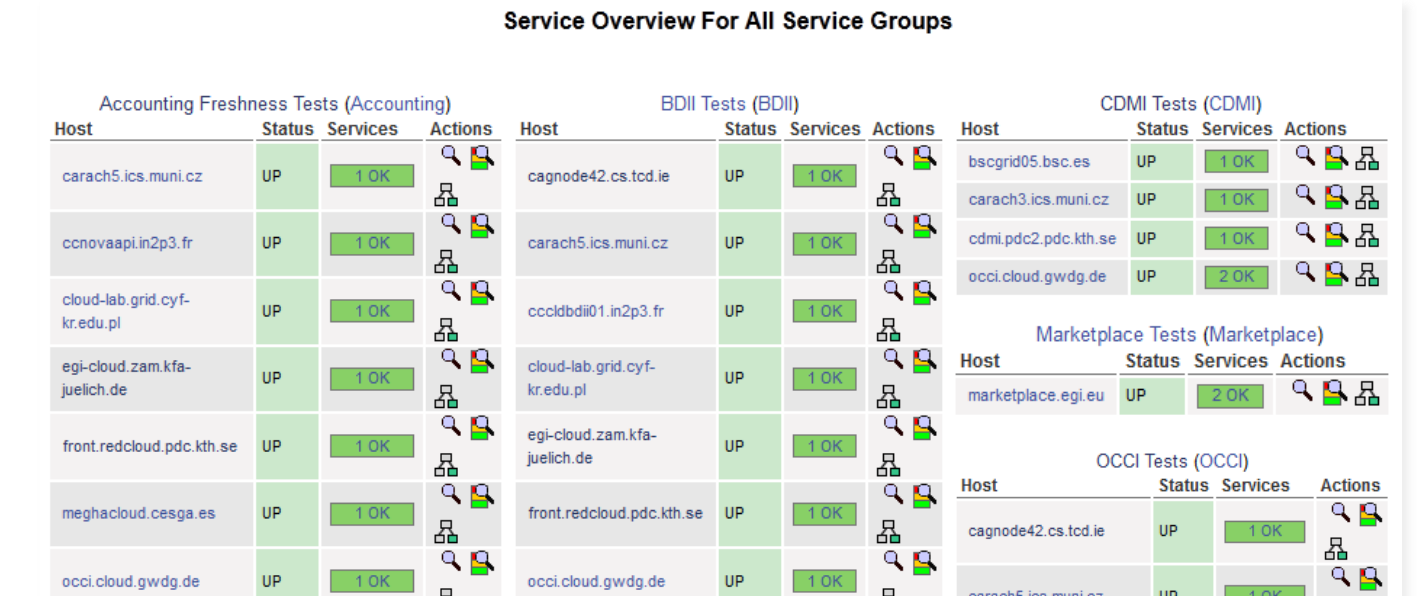 Service Overview For All Service Groups
Accounting Freshness Tests (Accounting)
Host Status Services Actions
carach5.ics.muni.cz UP 1 OK
ccnovaapi.in2p3.fr UP 1 OK
cloud-lab.grid.cyf-
kr.edu.pl UP 1 OK
egi-cloud.zam.kfa-
juelich.de UP 1 OK
front.redcloud.pdc.kth.se UP 1 OK
meghacloud.cesga.es UP 1 OK
occi.cloud.gwdg.de UP 1 OK
BDII Tests (BDII)
Host Status Services Actions
cagnode42.cs.tcd.ie UP 1 OK
carach5.ics.muni.cz UP 1 OK
cccldbdii01.in2p3.fr UP 1 OK
cloud-lab.grid.cyf-
kr.edu.pl UP 1 OK
egi-cloud.zam.kfa-
juelich.de UP 1 OK
front.redcloud.pdc.kth.se UP 1 OK
occi.cloud.gwdg.de UP 1 OK
CDMI Tests (CDMI)
Host Status Services Actions
bscgrid05.bsc.es UP 1 OK
carach3.ics.muni.cz UP 1 OK
cdmi.pdc2.pdc.kth.se UP 1 OK
occi.cloud.gwdg.de UP 2 OK
Marketplace Tests (Marketplace)
Host Status Services Actions
marketplace.egi.eu UP 2 OK
OCCI Tests (OCCI)
Host Status Services Actions
cagnode42.cs.tcd.ie UP 1 OK
carach5.ics.muni.cz UP 1 OK